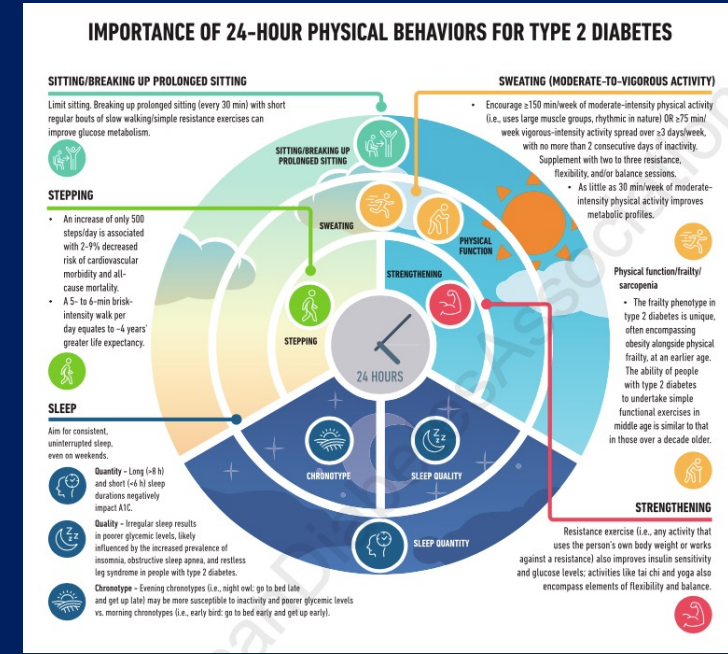 IMPORTANCE OF 24-HOUR PHYSICAL BEHAVIORS FOR TYPE 2 DIABETES
SITTING/BREAKING UP PROLONGED SITTING
Limit sitting. Breaking up prolonged sitting (every 30 min) with short
regular bouts of slow walking/simple resistance exercises can
improve glucose metabolism.
STEPPING
• An increase of only 500
steps/day is associated
with 2-9% decreased
risk of cardiovascular
morbidity and all-
cause mortality.
• A 5- to 6-min brisk-
intensity walk per
day equates to ~4 years'
greater life expectancy.
SLEEP
Aim for consistent,
uninterrupted sleep,
even on weekends.
Quantity – Long (>8 h)
and short (<6 h) sleep
durations negatively
impact A1C.
Quality – Irregular sleep results
in poorer glycemic levels, likely
influenced by the increased prevalence of
insomnia, obstructive sleep apnea, and restless
leg syndrome in people with type 2 diabetes.
Chronotype – Evening chronotypes (i.e., night owl: go to bed late
and get up late) may be more susceptible to inactivity and poorer glycemic levels
vs. morning chronotypes (i.e., early bird: go to bed early and get up early).
SITTING/BREAKING UP
PROLONGED SITTING
SWEATING
PHYSICAL
FUNCTION
STRENGTHENING
STEPPING
24 HOURS
CHRONOTYPE
SLEEP QUALITY
SLEEP QUANTITY
SWEATING (MODERATE-TO-VIGOROUS ACTIVITY)
• Encourage ≥150 min/week of moderate-intensity physical activity
(i.e., uses large muscle groups, rhythmic in nature) OR ≥75 min/
week vigorous-intensity activity spread over ≥3 days/week,
with no more than 2 consecutive days of inactivity.
Supplement with two to three resistance,
flexibility, and/or balance sessions.
• As little as 30 min/week of moderate-
intensity physical activity improves
metabolic profiles.
Physical function/frailty/
sarcopenia
• The frailty phenotype in
type 2 diabetes is unique,
often encompassing
obesity alongside physical
frailty, at an earlier age.
The ability of people
with type 2 diabetes
to undertake simple
functional exercises in
middle age is similar to that
in those over a decade older.
STRENGTHENING
Resistance exercise (i.e., any activity that
uses the person's own body weight or works
against a resistance) also improves insulin sensitivity
and glucose levels; activities like tai chi and yoga also
encompass elements of flexibility and balance.